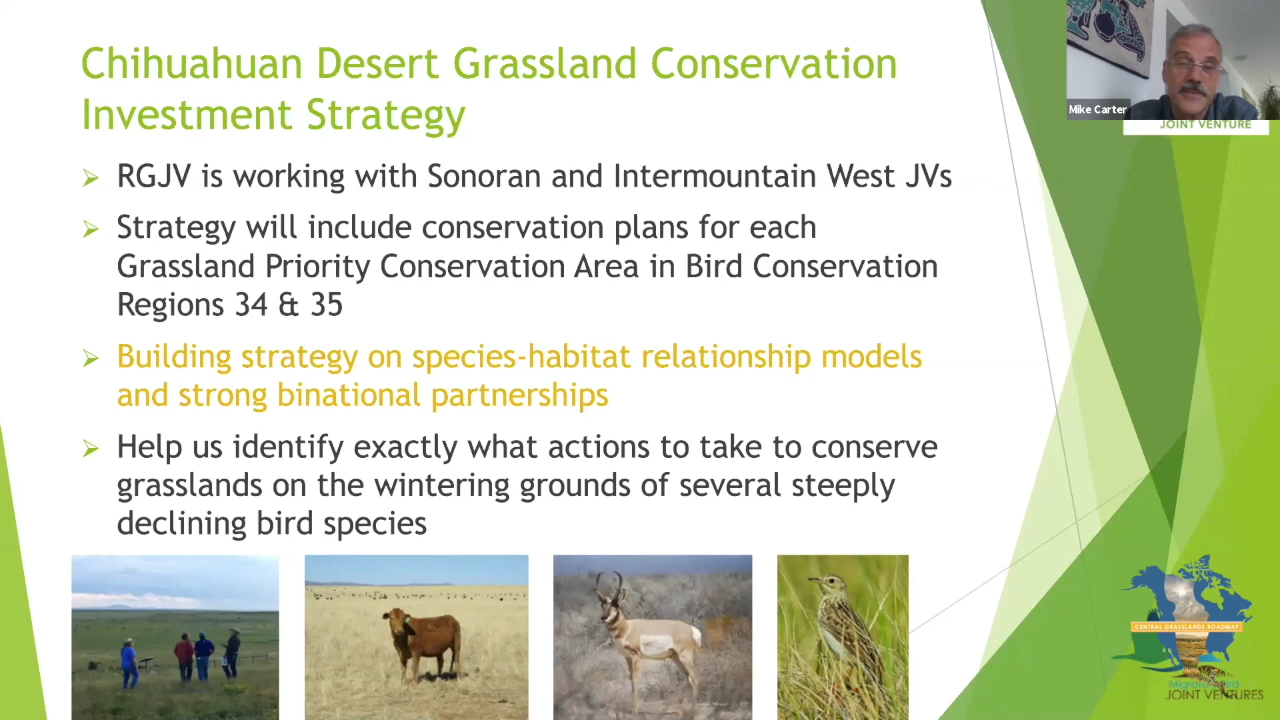 Chihuahuan Desert Grassland Conservation
Investment Strategy
Mike Carter
JOINT VENTURE
RGJV is working with Sonoran and Intermountain West JVs
Strategy will include conservation plans for each
Grassland Priority Conservation Area in Bird Conservation
Regions 34 & 35
Building strategy on species-habitat relationship models
and strong binational partnerships
Help us identify exactly what actions to take to conserve
grasslands on the wintering grounds of several steeply
declining bird species
CENTRAL GRASSLANDS ROADMAP
JOINT VENTURES